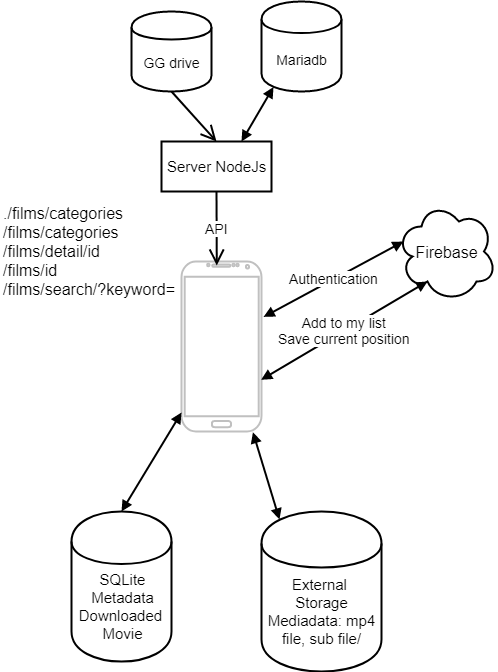 GG drive
Mariadb
Server NodeJs
API
./films/categories
/films/categories
/films/detail/id
/films/id
/films/search/?keyword=
Firebase
Authentication
Add to my list
Save current position
SQLite
Metadata
Downloaded
Movie
External
Storage
Mediadata: mp4
file, sub file/